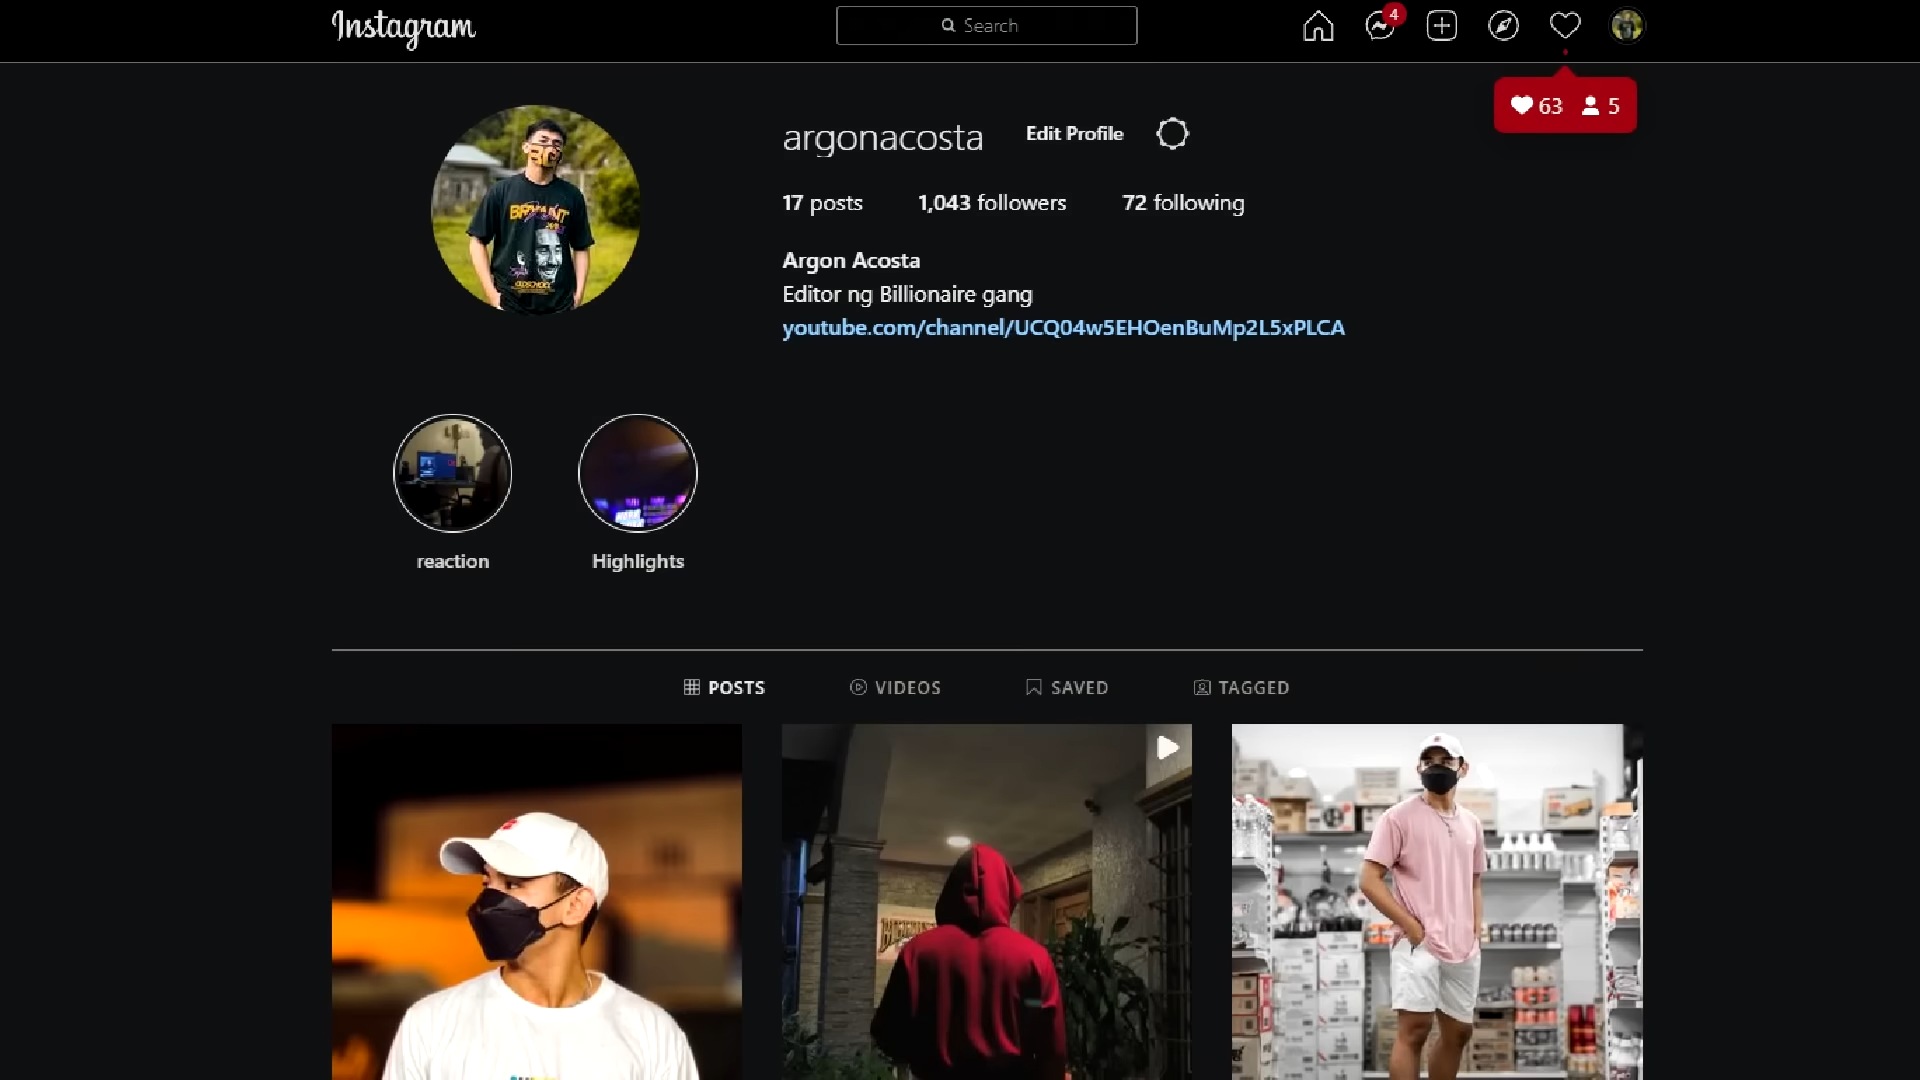 Instagram
Search
4
63 5
argonacosta Edit Profile
17 posts 1,043 followers 72 following
Argon Acosta
Editor ng Billionaire gang
youtube.com/channel/UCQ04w5EHOenBuMp2L5xPLCA
reaction Highlights
POSTS VIDEOS SAVED TAGGED